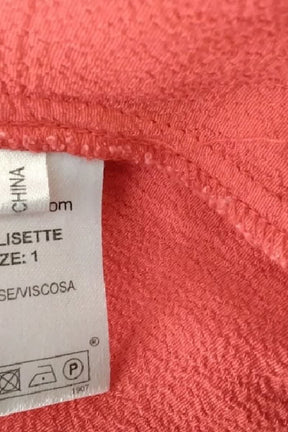 CHINA
om
LISETTE
ZE: 1
SE/VISCOSA
®
P
1907